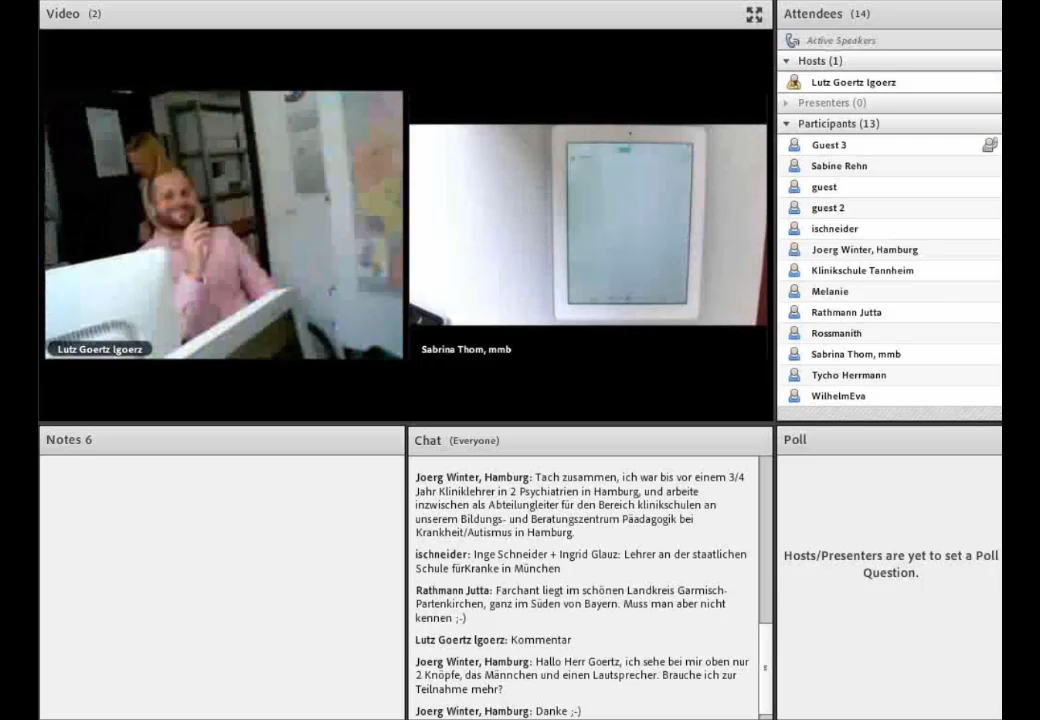 Video (2)
Lutz Goertz lgoerz
Sabrina Thom, mmb
Attendees (14)
Active Speakers
Hosts (1)
Lutz Goertz lgoerz
Presenters (0)
Participants (13)
Guest 3
Sabine Rehn
guest
guest 2
ischneider
Joerg Winter, Hamburg
Klinikschule Tannheim
Melanie
Rathmann Jutta
Rossmanith
Sabrina Thom, mmb
Tycho Herrmann
WilhelmEva
Notes 6
Chat (Everyone)
Joerg Winter, Hamburg: Tach zusammen, ich war bis vor einem 3/4
Jahr Kliniklehrer in 2 Psychiatrien in Hamburg, und arbeite
inzwischen als Abteilungleiter für den Bereich klinikschulen an
unserem Bildungs- und Beratungszentrum Päadagogik bei
Krankheit/Autismus in Hamburg.
ischneider: Inge Schneider + Ingrid Glauz: Lehrer an der staatlichen
Schule fürKranke in München
Rathmann Jutta: Farchant liegt im schönen Landkreis Garmisch-
Partenkirchen, ganz im Süden von Bayern. Muss man aber nicht
kennen ;-)
Lutz Goertz lgoerz: Kommentar
Joerg Winter, Hamburg: Hallo Herr Goertz, ich sehe bei mir oben nur
2 Knöpfe, das Männchen und einen Lautsprecher. Brauche ich zur
Teilnahme mehr?
Joerg Winter, Hamburg: Danke ;-)
Poll
Hosts/Presenters are yet to set a Poll
Question.